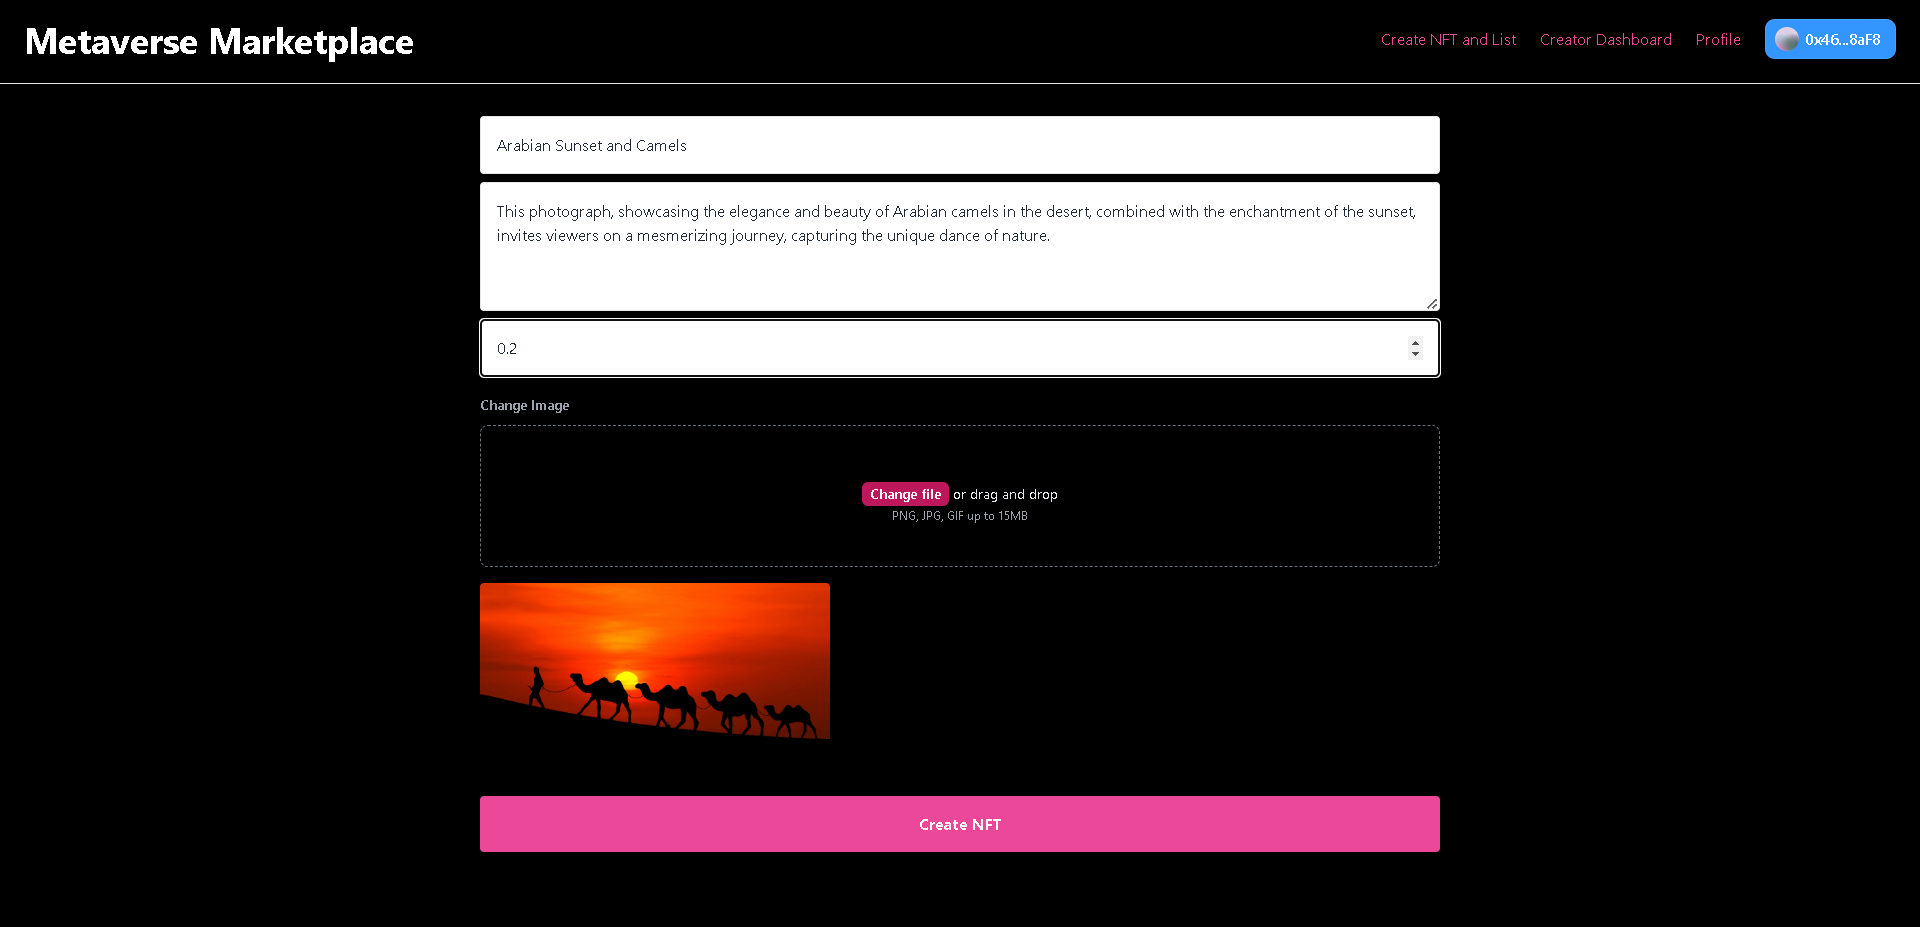 Metaverse Marketplace
Create NFT and List
Creator Dashboard
Profile
0x46...8aF8
Arabian Sunset and Camels
This photograph, showcasing the elegance and beauty of Arabian camels in the desert, combined with the enchantment of the sunset,
invites viewers on a mesmerizing journey, capturing the unique dance of nature.
0.2
Change Image
Change file or drag and drop
PNG, JPG, GIF up to 15MB
Create NFT